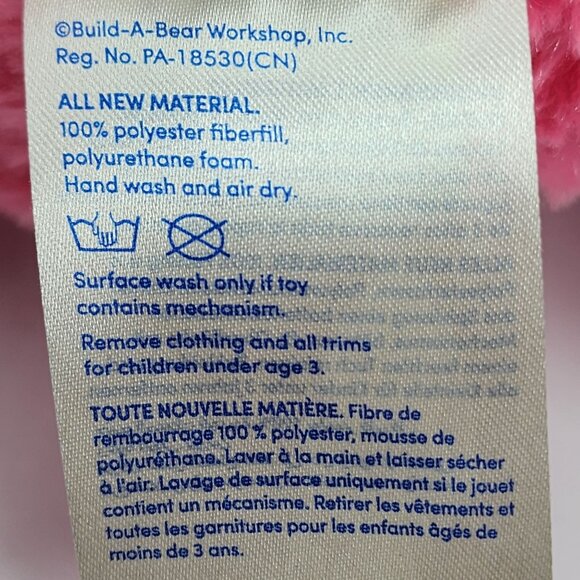 ©Build-A-Bear Workshop, Inc.
Reg. No. PA-18530(CN)
ALL NEW MATERIAL.
100% polyester fiberfill,
polyurethane foam.
Hand wash and air dry.
Surface wash only if toy
contains mechanism.
Remove clothing and all trims
for children under age 3.
TOUTE NOUVELLE MATIÈRE. Fibre de
rembourrage 100 % polyester, mousse de
polyuréthane. Laver à la main et laisser sécher
à l'air. Lavage de surface uniquement si le jouet
contient un mécanisme. Retirer les vêtements et
toutes les garnitures pour les enfants âgés de
moins de 3 ans.